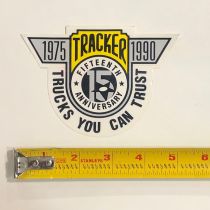 TRACKER
1975 1990
FIFTEENTH
15
ANNIVERSARY
TRUCKS YOU CAN TRUST
STANLEY
1 2 3 4 5 6